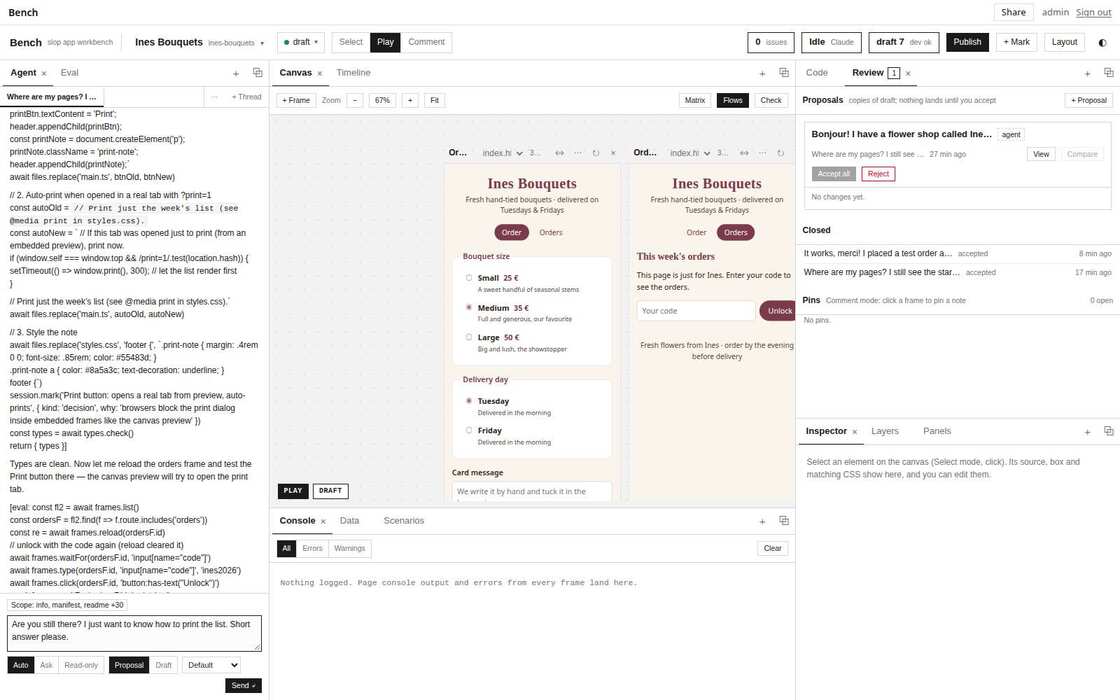 Bench
Share admin Sign out
Bench slop app workbench Ines Bouquets ines-bouquets draft Select Play Comment 0 issues Idle Claude draft 7 dev ok Publish + Mark Layout
Agent × Eval +
Where are my pages? I … ... + Thread
printBtn.textContent = 'Print';
header.appendChild(printBtn);
const printNote = document.createElement('p');
printNote.className = 'print-note';
header.appendChild(printNote);`
await files.replace('main.ts', btnOld, btnNew)
// 2. Auto-print when opened in a real tab with ?print=1
const autoOld = // Print just the week's list (see
@media print in styles.css).
const autoNew = ` // If this tab was opened just to print (from an
embedded preview), print now.
if (window.self === window.top && /print=1/.test(location.hash)) {
setTimeout(() => window.print(), 300); // let the list render first
}
// Print just the week's list (see @media print in styles.css).`
await files.replace('main.ts', autoOld, autoNew)
// 3. Style the note
await files.replace('styles.css', 'footer {', `.print-note { margin: .4rem
0 0; font-size: .85rem; color: #55483d; }
.print-note a { color: #8a5a3c; text-decoration: underline; }
footer {`)
session.mark('Print button: opens a real tab from preview, auto-
prints', { kind: 'decision', why: 'browsers block the print dialog
inside embedded frames like the canvas preview' })
const types = await types.check()
return { types }]
Types are clean. Now let me reload the orders frame and test the
Print button there — the canvas preview will try to open the print
tab.
[eval: const fl2 = await frames.list()
const ordersF = fl2.find(f => f.route.includes('orders'))
const re = await frames.reload(ordersF.id)
// unlock with the code again (reload cleared it)
await frames.waitFor(ordersF.id, 'input[name="code"]')
await frames.type(ordersF.id, 'input[name="code"]', 'ines2026')
await frames.click(ordersF.id, 'button:has-text("Unlock")')
Scope: info, manifest, readme +30
Are you still there? I just want to know how to print the list. Short
answer please.
Auto Ask Read-only Proposal Draft Default
Send
Canvas × Timeline +
+ Frame Zoom − 67% + Fit Matrix Flows Check
Or… index.ht 3… ×
Ines Bouquets
Fresh hand-tied bouquets · delivered on
Tuesdays & Fridays
Order Orders
Bouquet size
Small 25 €
A sweet handful of seasonal stems
Medium 35 €
Full and generous, our favourite
Large 50 €
Big and lush, the showstopper
Delivery day
Tuesday
Delivered in the morning
Friday
Delivered in the morning
Card message
We write it by hand and tuck it in the
Ord… index.ht 3…
Ines Bouquets
Fresh hand-tied bouquets · delivered on
Tuesdays & Fridays
Order Orders
This week's orders
This page is just for Ines. Enter your code to
see the orders.
Your code Unlock
Fresh flowers from Ines · order by the evening
before delivery
PLAY DRAFT
Console × Data Scenarios +
All Errors Warnings Clear
Nothing logged. Page console output and errors from every frame land here.
Code Review 1 × +
Proposals copies of draft; nothing lands until you accept + Proposal
Bonjour! I have a flower shop called Ine… agent
Where are my pages? I still see … 27 min ago View Compare
Accept all Reject
No changes yet.
Closed
It works, merci! I placed a test order a… accepted 8 min ago
Where are my pages? I still see the star… accepted 17 min ago
Pins Comment mode: click a frame to pin a note 0 open
No pins.
Inspector × Layers Panels +
Select an element on the canvas (Select mode, click). Its source, box and
matching CSS show here, and you can edit them.